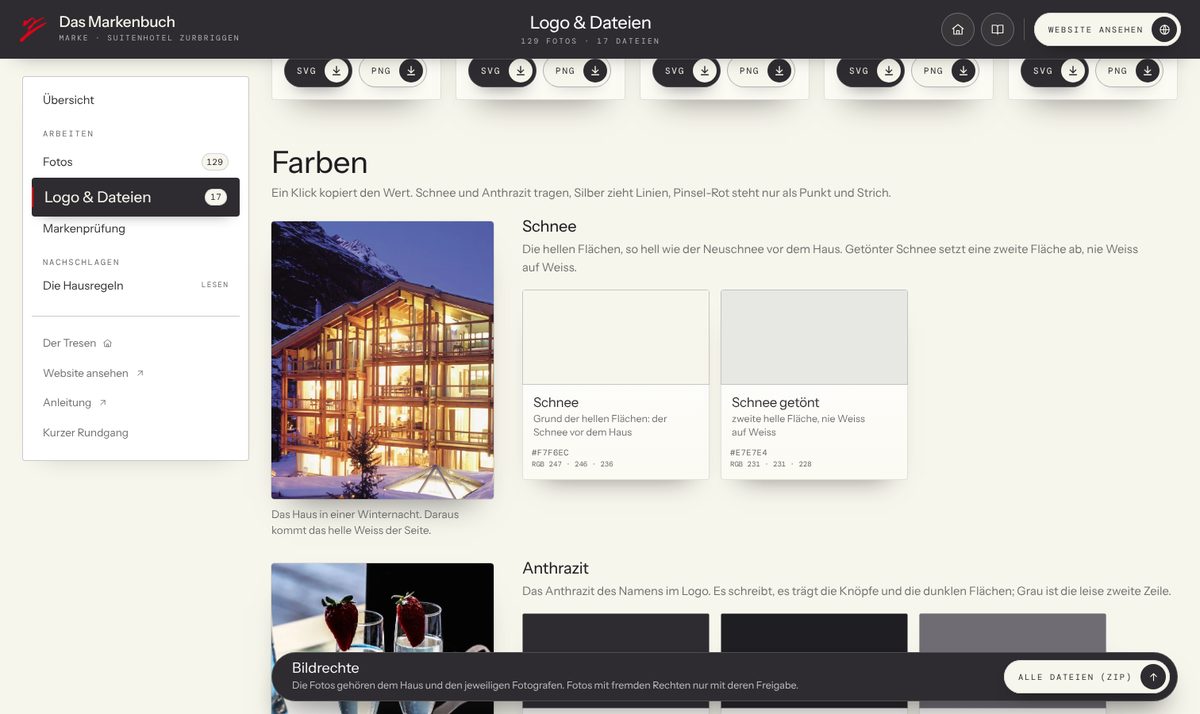 Das Markenbuch
MARKE · SUITENHOTEL ZURBRIGGEN
Logo & Dateien
129 FOTOS · 17 DATEIEN
WEBSITE ANSEHEN
SVG PNG SVG PNG SVG PNG SVG PNG SVG PNG
Übersicht
ARBEITEN
Fotos 129
Logo & Dateien 17
Markenprüfung
NACHSCHLAGEN
Die Hausregeln LESEN
Der Tresen
Website ansehen
Anleitung
Kurzer Rundgang
Farben
Ein Klick kopiert den Wert. Schnee und Anthrazit tragen, Silber zieht Linien, Pinsel-Rot steht nur als Punkt und Strich.
Das Haus in einer Winternacht. Daraus
kommt das helle Weiss der Seite.
Schnee
Die hellen Flächen, so hell wie der Neuschnee vor dem Haus. Getönter Schnee setzt eine zweite Fläche ab, nie Weiss
auf Weiss.
Schnee
Grund der hellen Flächen: der
Schnee vor dem Haus
#F7F6EC
RGB 247 · 246 · 236
Schnee getönt
zweite helle Fläche, nie Weiss
auf Weiss
#E7E7E4
RGB 231 · 231 · 228
Anthrazit
Das Anthrazit des Namens im Logo. Es schreibt, es trägt die Knöpfe und die dunklen Flächen; Grau ist die leise zweite Zeile.
Bildrechte
Die Fotos gehören dem Haus und den jeweiligen Fotografen. Fotos mit fremden Rechten nur mit deren Freigabe.
ALLE DATEIEN (ZIP)